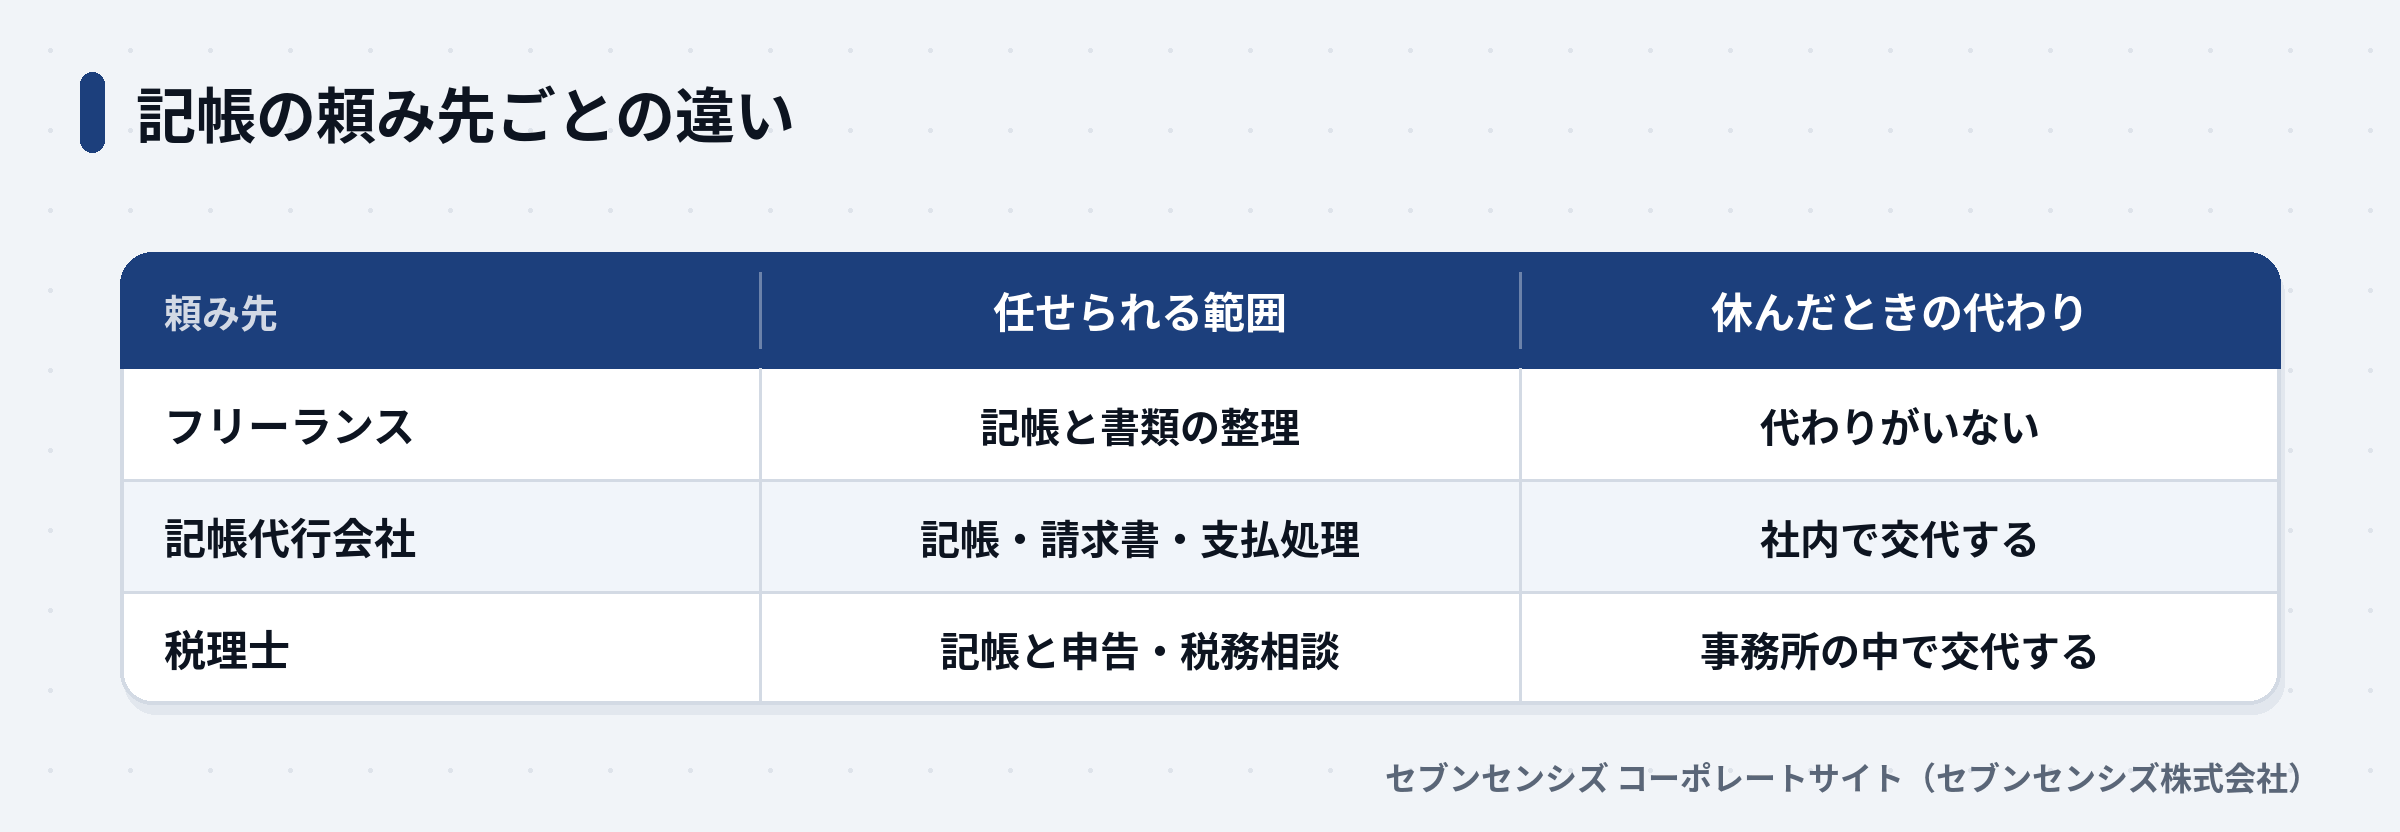 記帳の頼み先ごとの違い
頼み先 任せられる範囲 休んだときの代わり
フリーランス 記帳と書類の整理 代わりがいない
記帳代行会社 記帳・請求書・支払処理 社内で交代する
税理士 記帳と申告・税務相談 事務所の中で交代する
セブンセンシズ コーポレートサイト（セブンセンシズ株式会社）